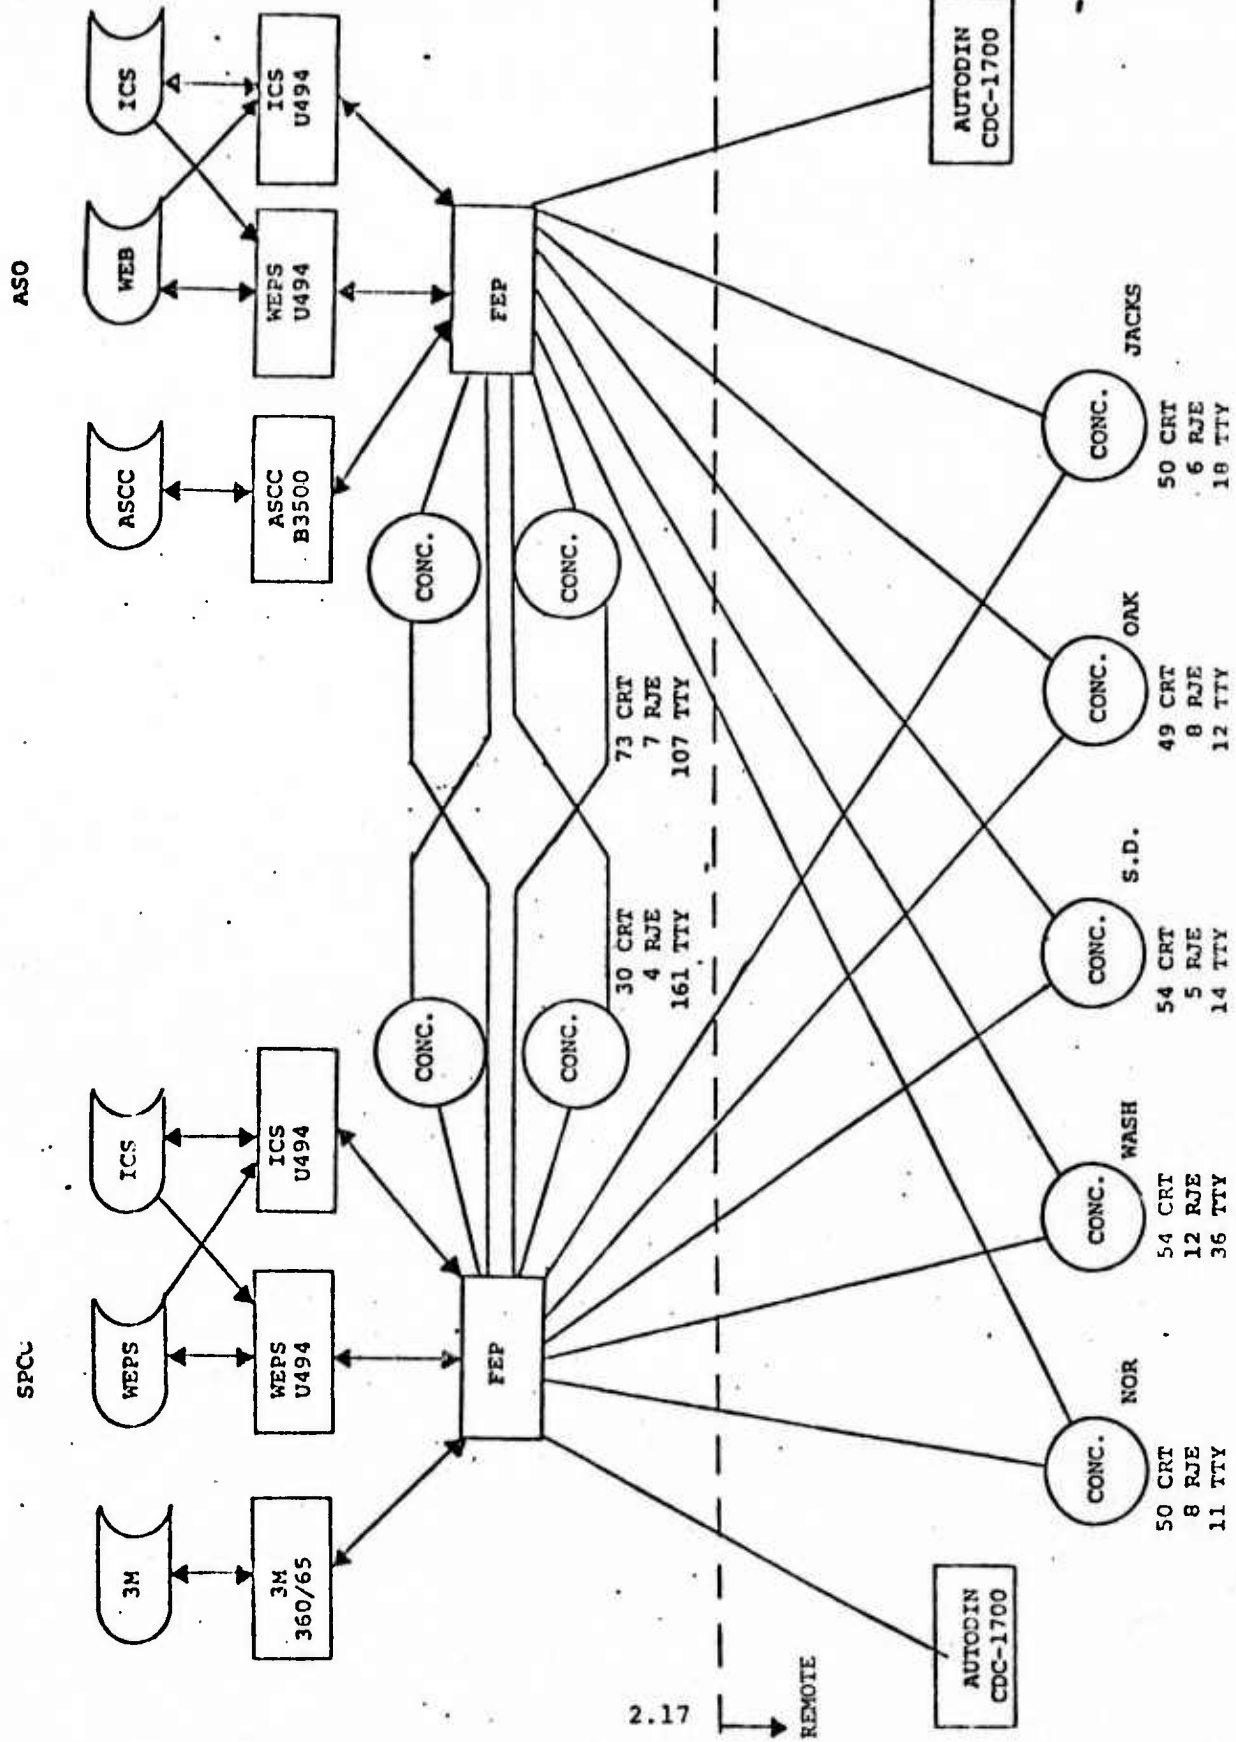 SPCC
ASO
3M
WEPS
ICS
ASCC
WEB
ICS
3M
360/65
WEPS
U494
ICS
U494
ASCC
B3500
WEPS
U494
ICS
U494
CONC.
CONC.
CONC.
CONC.
FEP
FEP
30 CRT
4 RJE
161 TTY
73 CRT
7 RJE
107 TTY
2.17
REMOTE
AUTODIN
CDC-1700
AUTODIN
CDC-1700
CONC.
NOR
50 CRT
8 RJE
11 TTY
CONC.
WASH
54 CRT
12 RJE
36 TTY
CONC.
S.D.
54 CRT
5 RJE
14 TTY
CONC.
OAK
49 CRT
8 RJE
12 TTY
CONC.
JACKS
50 CRT
6 RJE
18 TTY